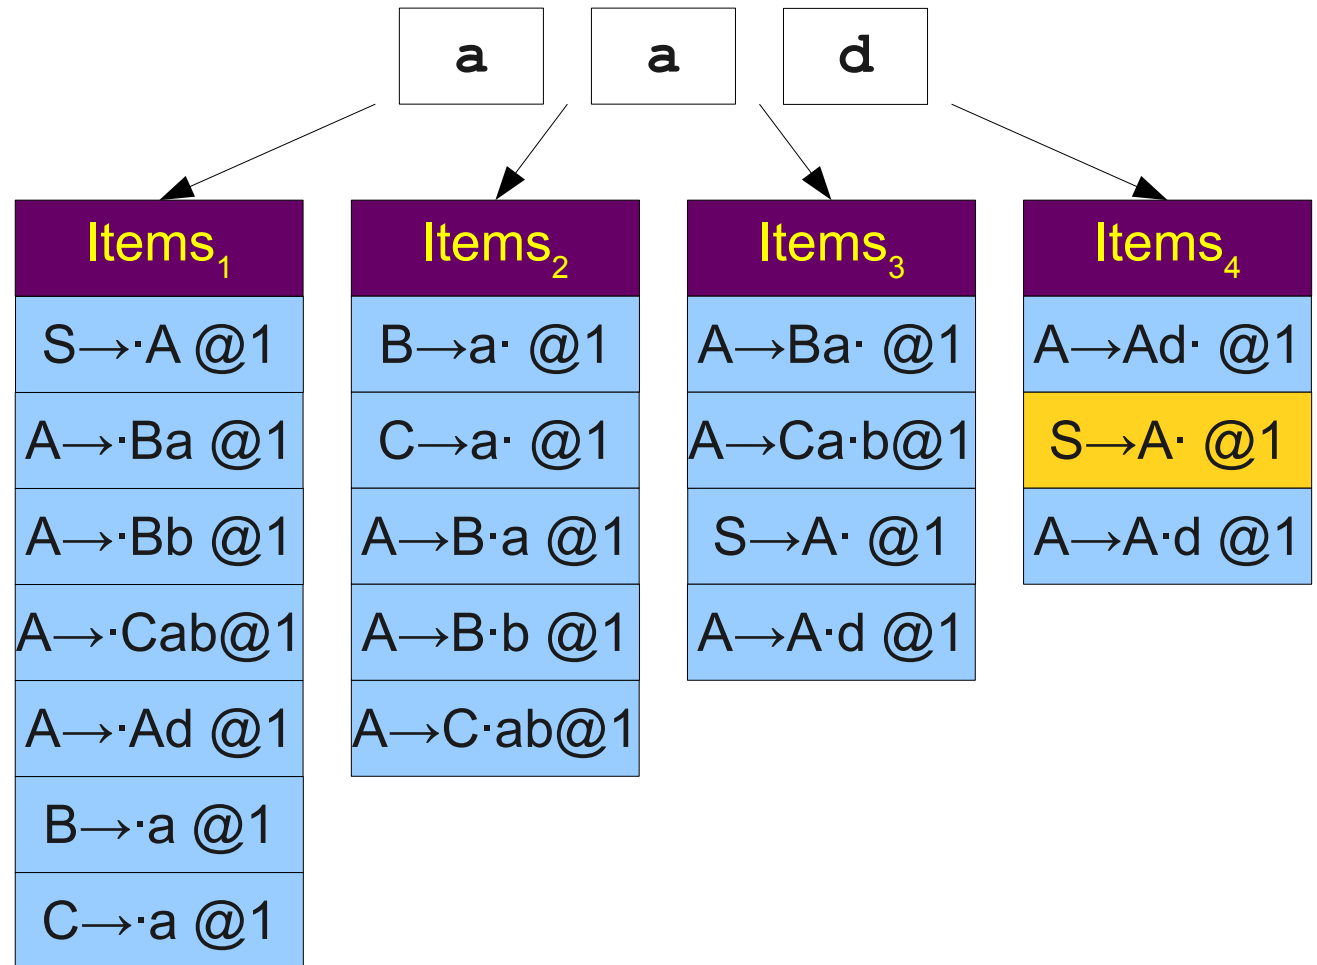 a a d
Items₁
S→·A @1
A→·Ba @1
A→·Bb @1
A→·Cab@1
A→·Ad @1
B→·a @1
C→·a @1
Items₂
B→a· @1
C→a· @1
A→B·a @1
A→B·b @1
A→C·ab@1
Items₃
A→Ba· @1
A→Ca·b@1
S→A· @1
A→A·d @1
Items₄
A→Ad· @1
S→A· @1
A→A·d @1